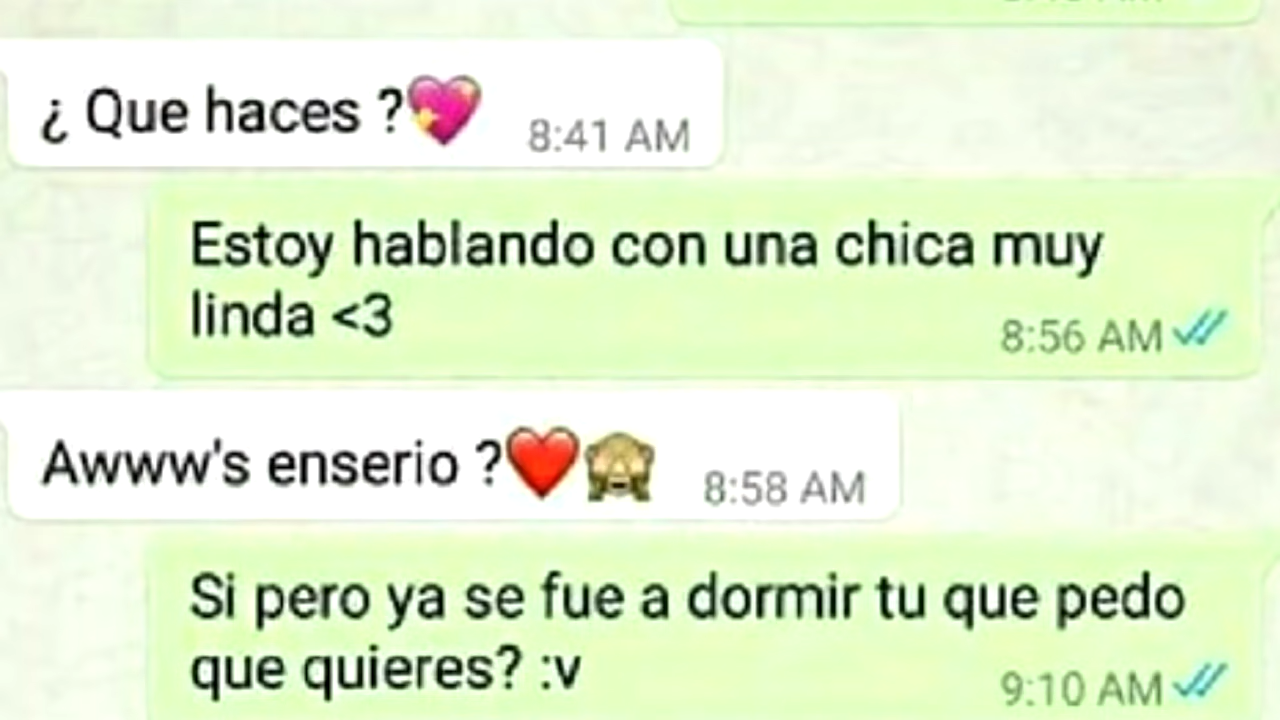 ¿ Que haces ?💖 8:41 AM
Estoy hablando con una chica muy
linda <3 8:56 AM
Awww's enserio ?❤️🙈 8:58 AM
Si pero ya se fue a dormir tu que pedo
que quieres? :v 9:10 AM